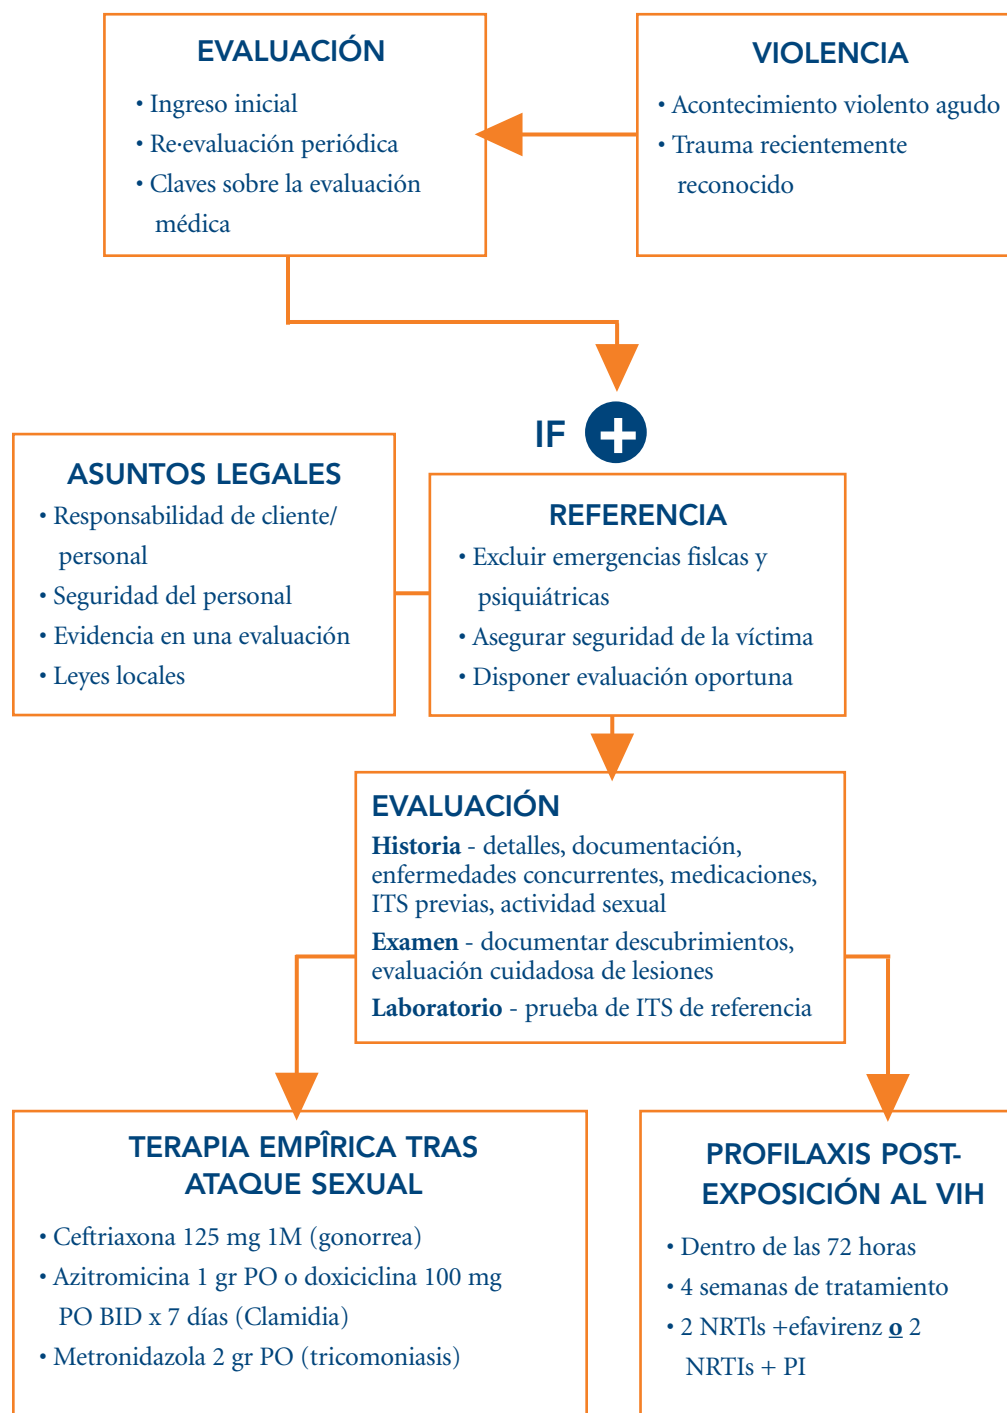 EVALUACIÓN
• Ingreso inicial
• Re-evaluación periódica
• Claves sobre la evaluación
médica
VIOLENCIA
• Acontecimiento violento agudo
• Trauma recientemente
reconocido
IF +
ASUNTOS LEGALES
• Responsabilidad de cliente/
personal
• Seguridad del personal
• Evidencia en una evaluación
• Leyes locales
REFERENCIA
• Excluir emergencias fislcas y
psiquiátricas
• Asegurar seguridad de la víctima
• Disponer evaluación oportuna
EVALUACIÓN
Historia - detalles, documentación,
enfermedades concurrentes, medicaciones,
ITS previas, actividad sexual
Examen - documentar descubrimientos,
evaluación cuidadosa de lesiones
Laboratorio - prueba de ITS de referencia
TERAPIA EMPÎRICA TRAS
ATAQUE SEXUAL
• Ceftriaxona 125 mg 1M (gonorrea)
• Azitromicina 1 gr PO o doxiciclina 100 mg
PO BID x 7 días (Clamidia)
• Metronidazola 2 gr PO (tricomoniasis)
PROFILAXIS POST-
EXPOSICIÓN AL VIH
• Dentro de las 72 horas
• 4 semanas de tratamiento
• 2 NRTls +efavirenz o 2
NRTIs + PI